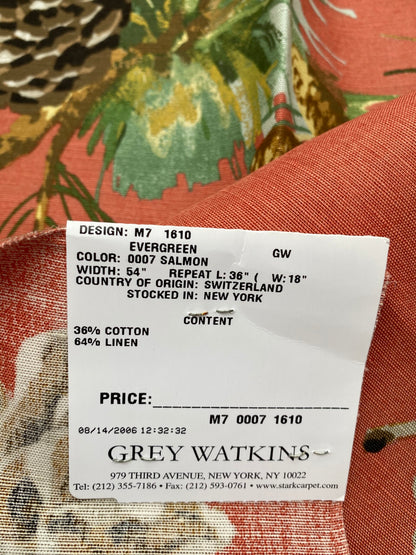 DESIGN: M7 1610
EVERGREEN GW
COLOR: 0007 SALMON
WIDTH: 54" REPEAT L: 36" ( W: 18"
COUNTRY OF ORIGIN: SWITZERLAND
STOCKED IN: NEW YORK
CONTENT
36% COTTON
64% LINEN
PRICE:
M7 0007 1610
08/14/2006 12:32:32
GREY WATKINS
979 THIRD AVENUE, NEW YORK, NY 10022
Tel: (212) 355-7186 • Fax: (212) 593-0761 • www.starkcarpet.com